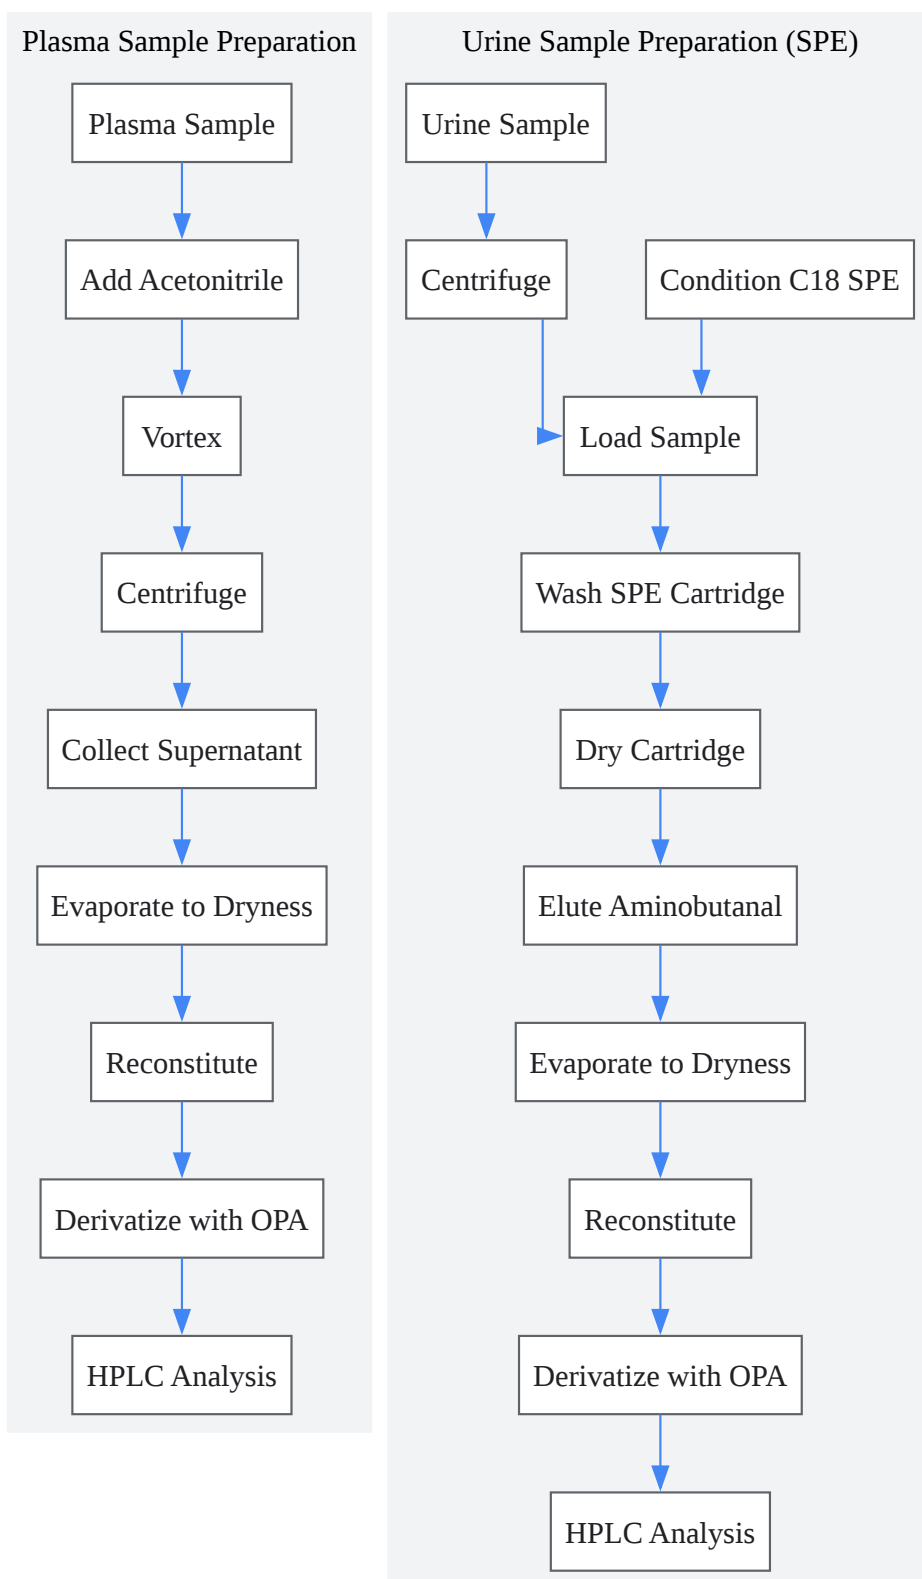 Plasma Sample Preparation
Plasma Sample
Add Acetonitrile
Vortex
Centrifuge
Collect Supernatant
Evaporate to Dryness
Reconstitute
Derivatize with OPA
HPLC Analysis
Urine Sample Preparation (SPE)
Urine Sample
Centrifuge
Condition C18 SPE
Load Sample
Wash SPE Cartridge
Dry Cartridge
Elute Aminobutanal
Evaporate to Dryness
Reconstitute
Derivatize with OPA
HPLC Analysis